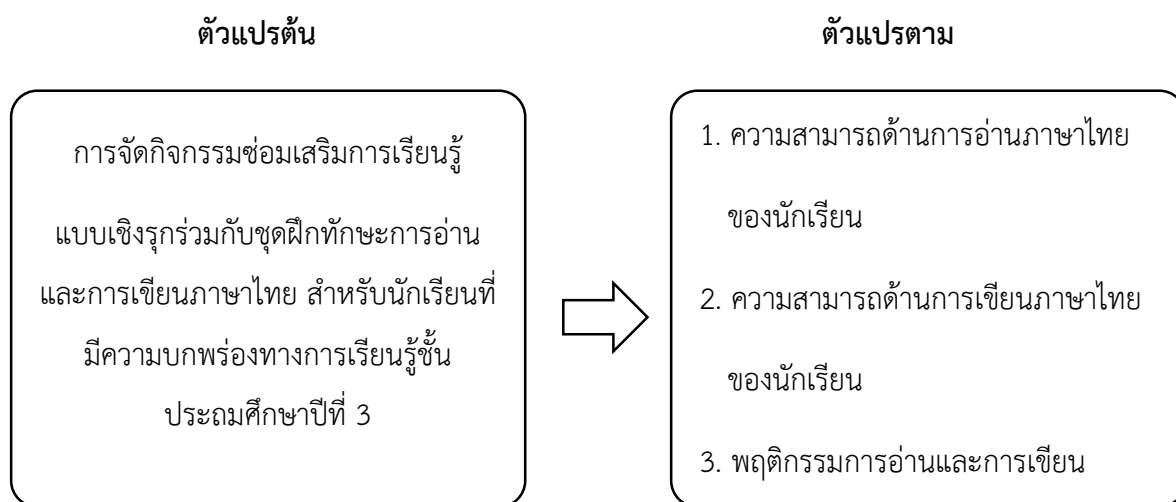 ตัวแปรต้น
ตัวแปรตาม
การจัดกิจกรรมซ่อมเสริมการเรียนรู้
แบบเชิงรุกร่วมกับชุดฝึกทักษะการอ่าน
และการเขียนภาษาไทย สำหรับนักเรียนที่
มีความบกพร่องทางการเรียนรู้ชั้น
ประถมศึกษาปีที่ 3
1. ความสามารถด้านการอ่านภาษาไทย
ของนักเรียน
2. ความสามารถด้านการเขียนภาษาไทย
ของนักเรียน
3. พฤติกรรมการอ่านและการเขียน